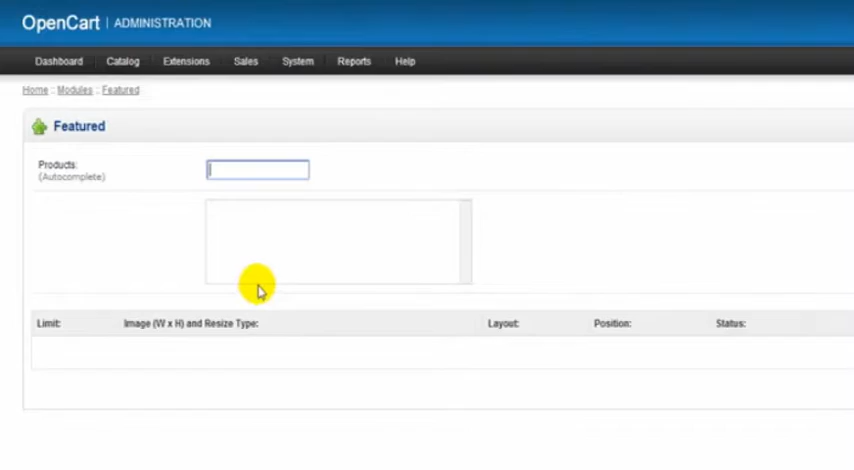 OpenCart | ADMINISTRATION
Dashboard Catalog Extensions Sales System Reports Help
Home :: Modules :: Featured
Featured
Products:
(Autocomplete)
Limit: Image (W x H) and Resize Type: Layout: Position: Status: